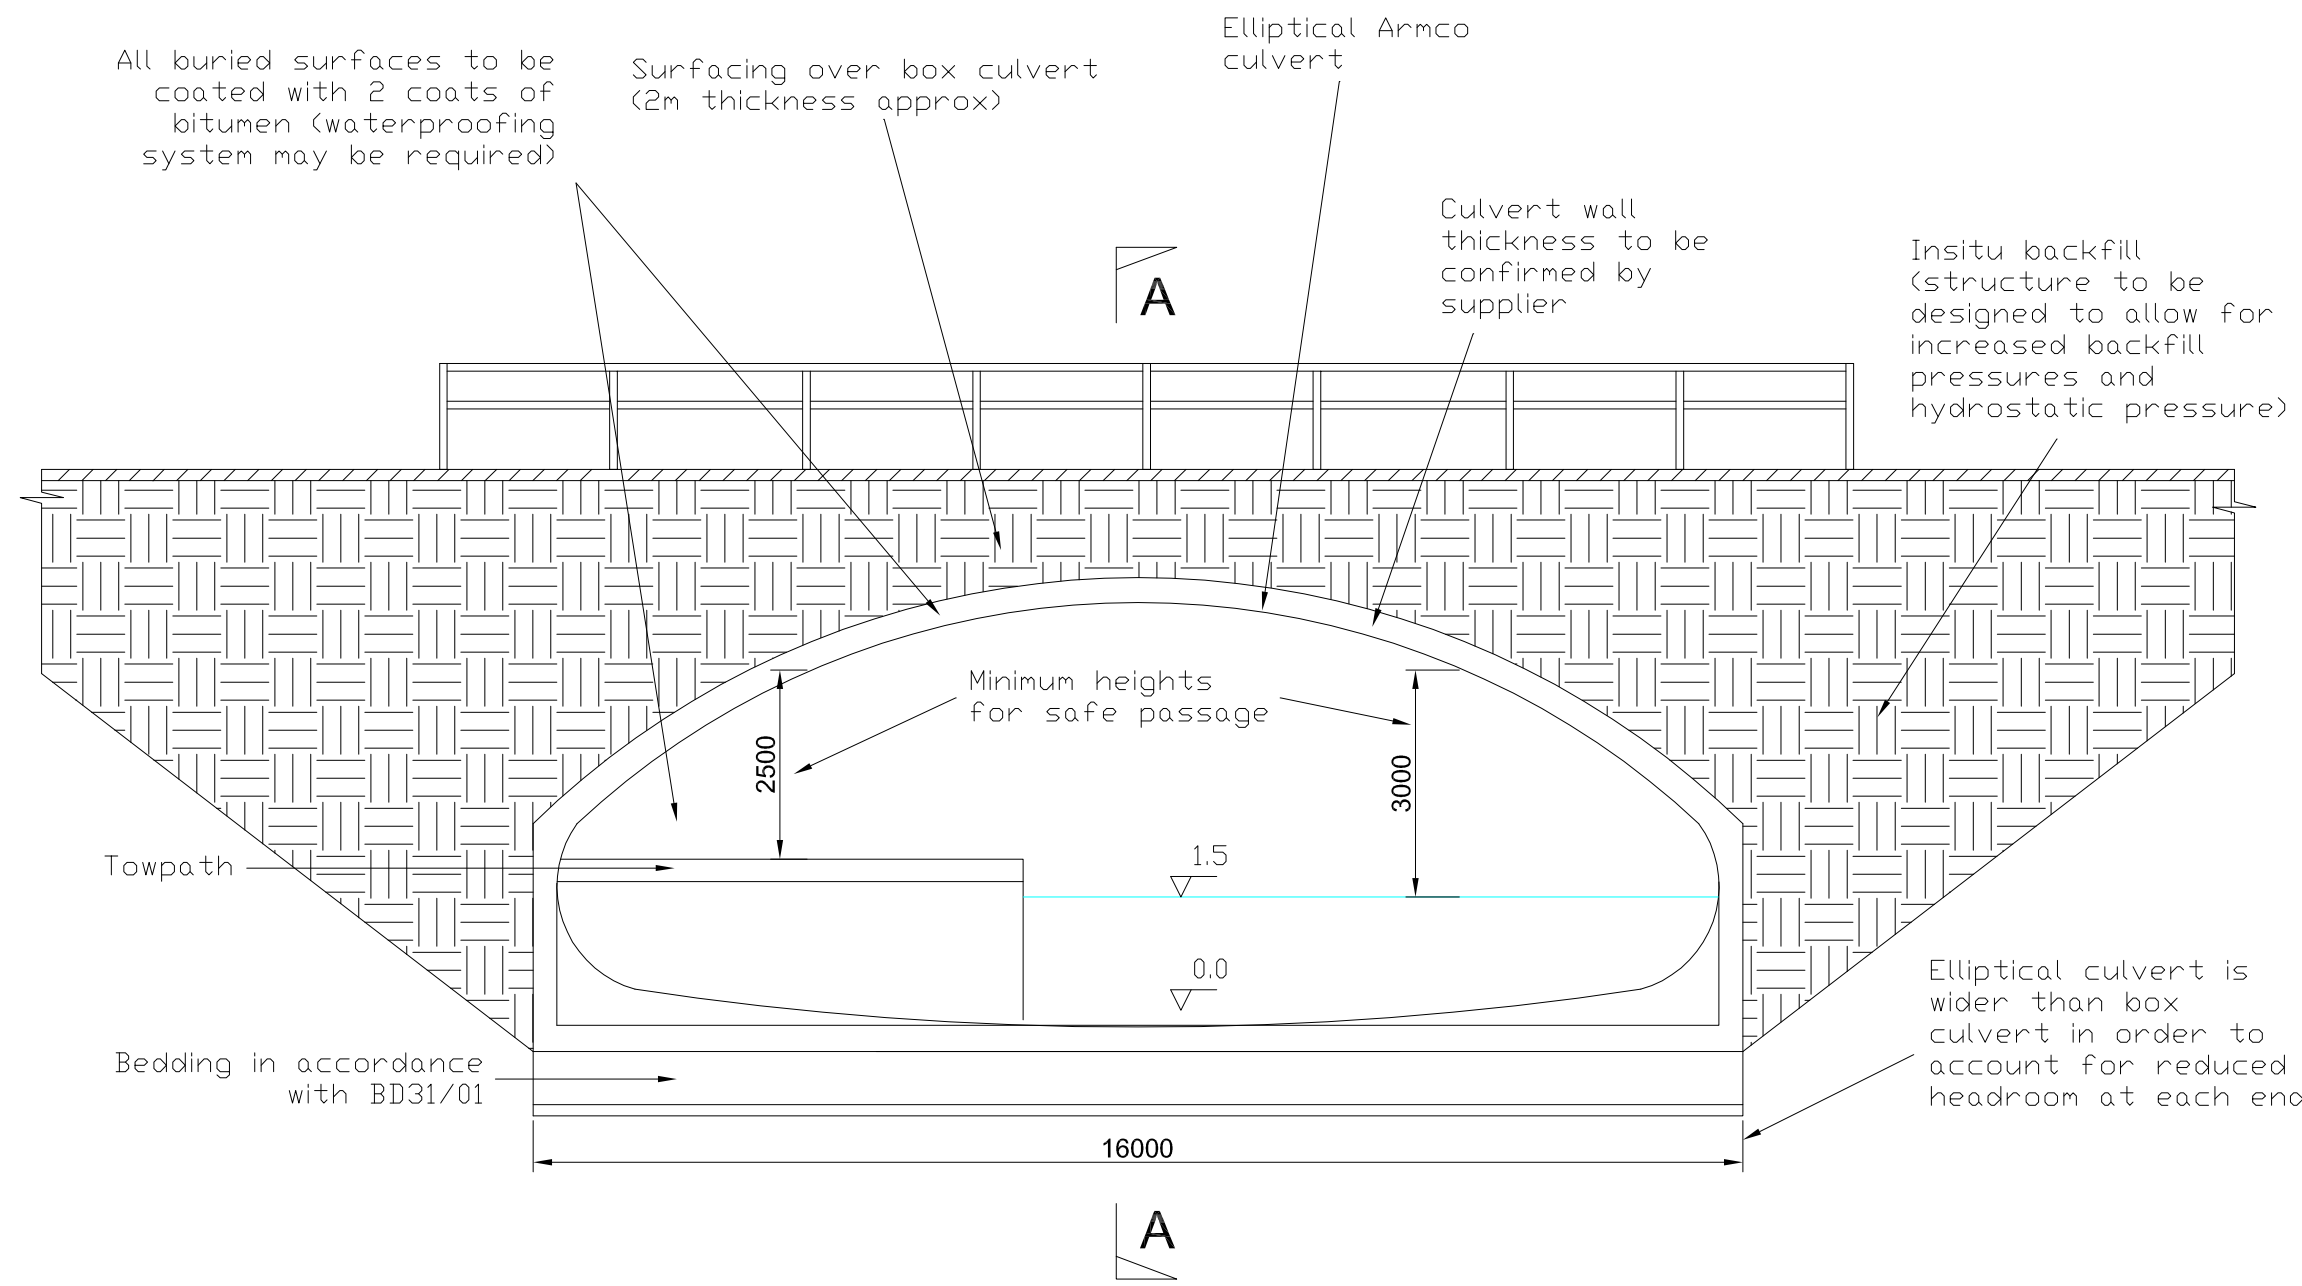 Elliptical Armco
culvert
All buried surfaces to be
coated with 2 coats of
bitumen (waterproofing
system may be required)
Surfacing over box culvert
(2m thickness approx)
Culvert wall
thickness to be
confirmed by
supplier
Insitu backfill
(structure to be
designed to allow for
increased backfill
pressures and
hydrostatic pressure)
A
Minimum heights
for safe passage
2500
3000
Towpath
1.5
0.0
Elliptical culvert is
wider than box
culvert in order to
account for reduced
headroom at each end
Bedding in accordance
with BD31/01
16000
A